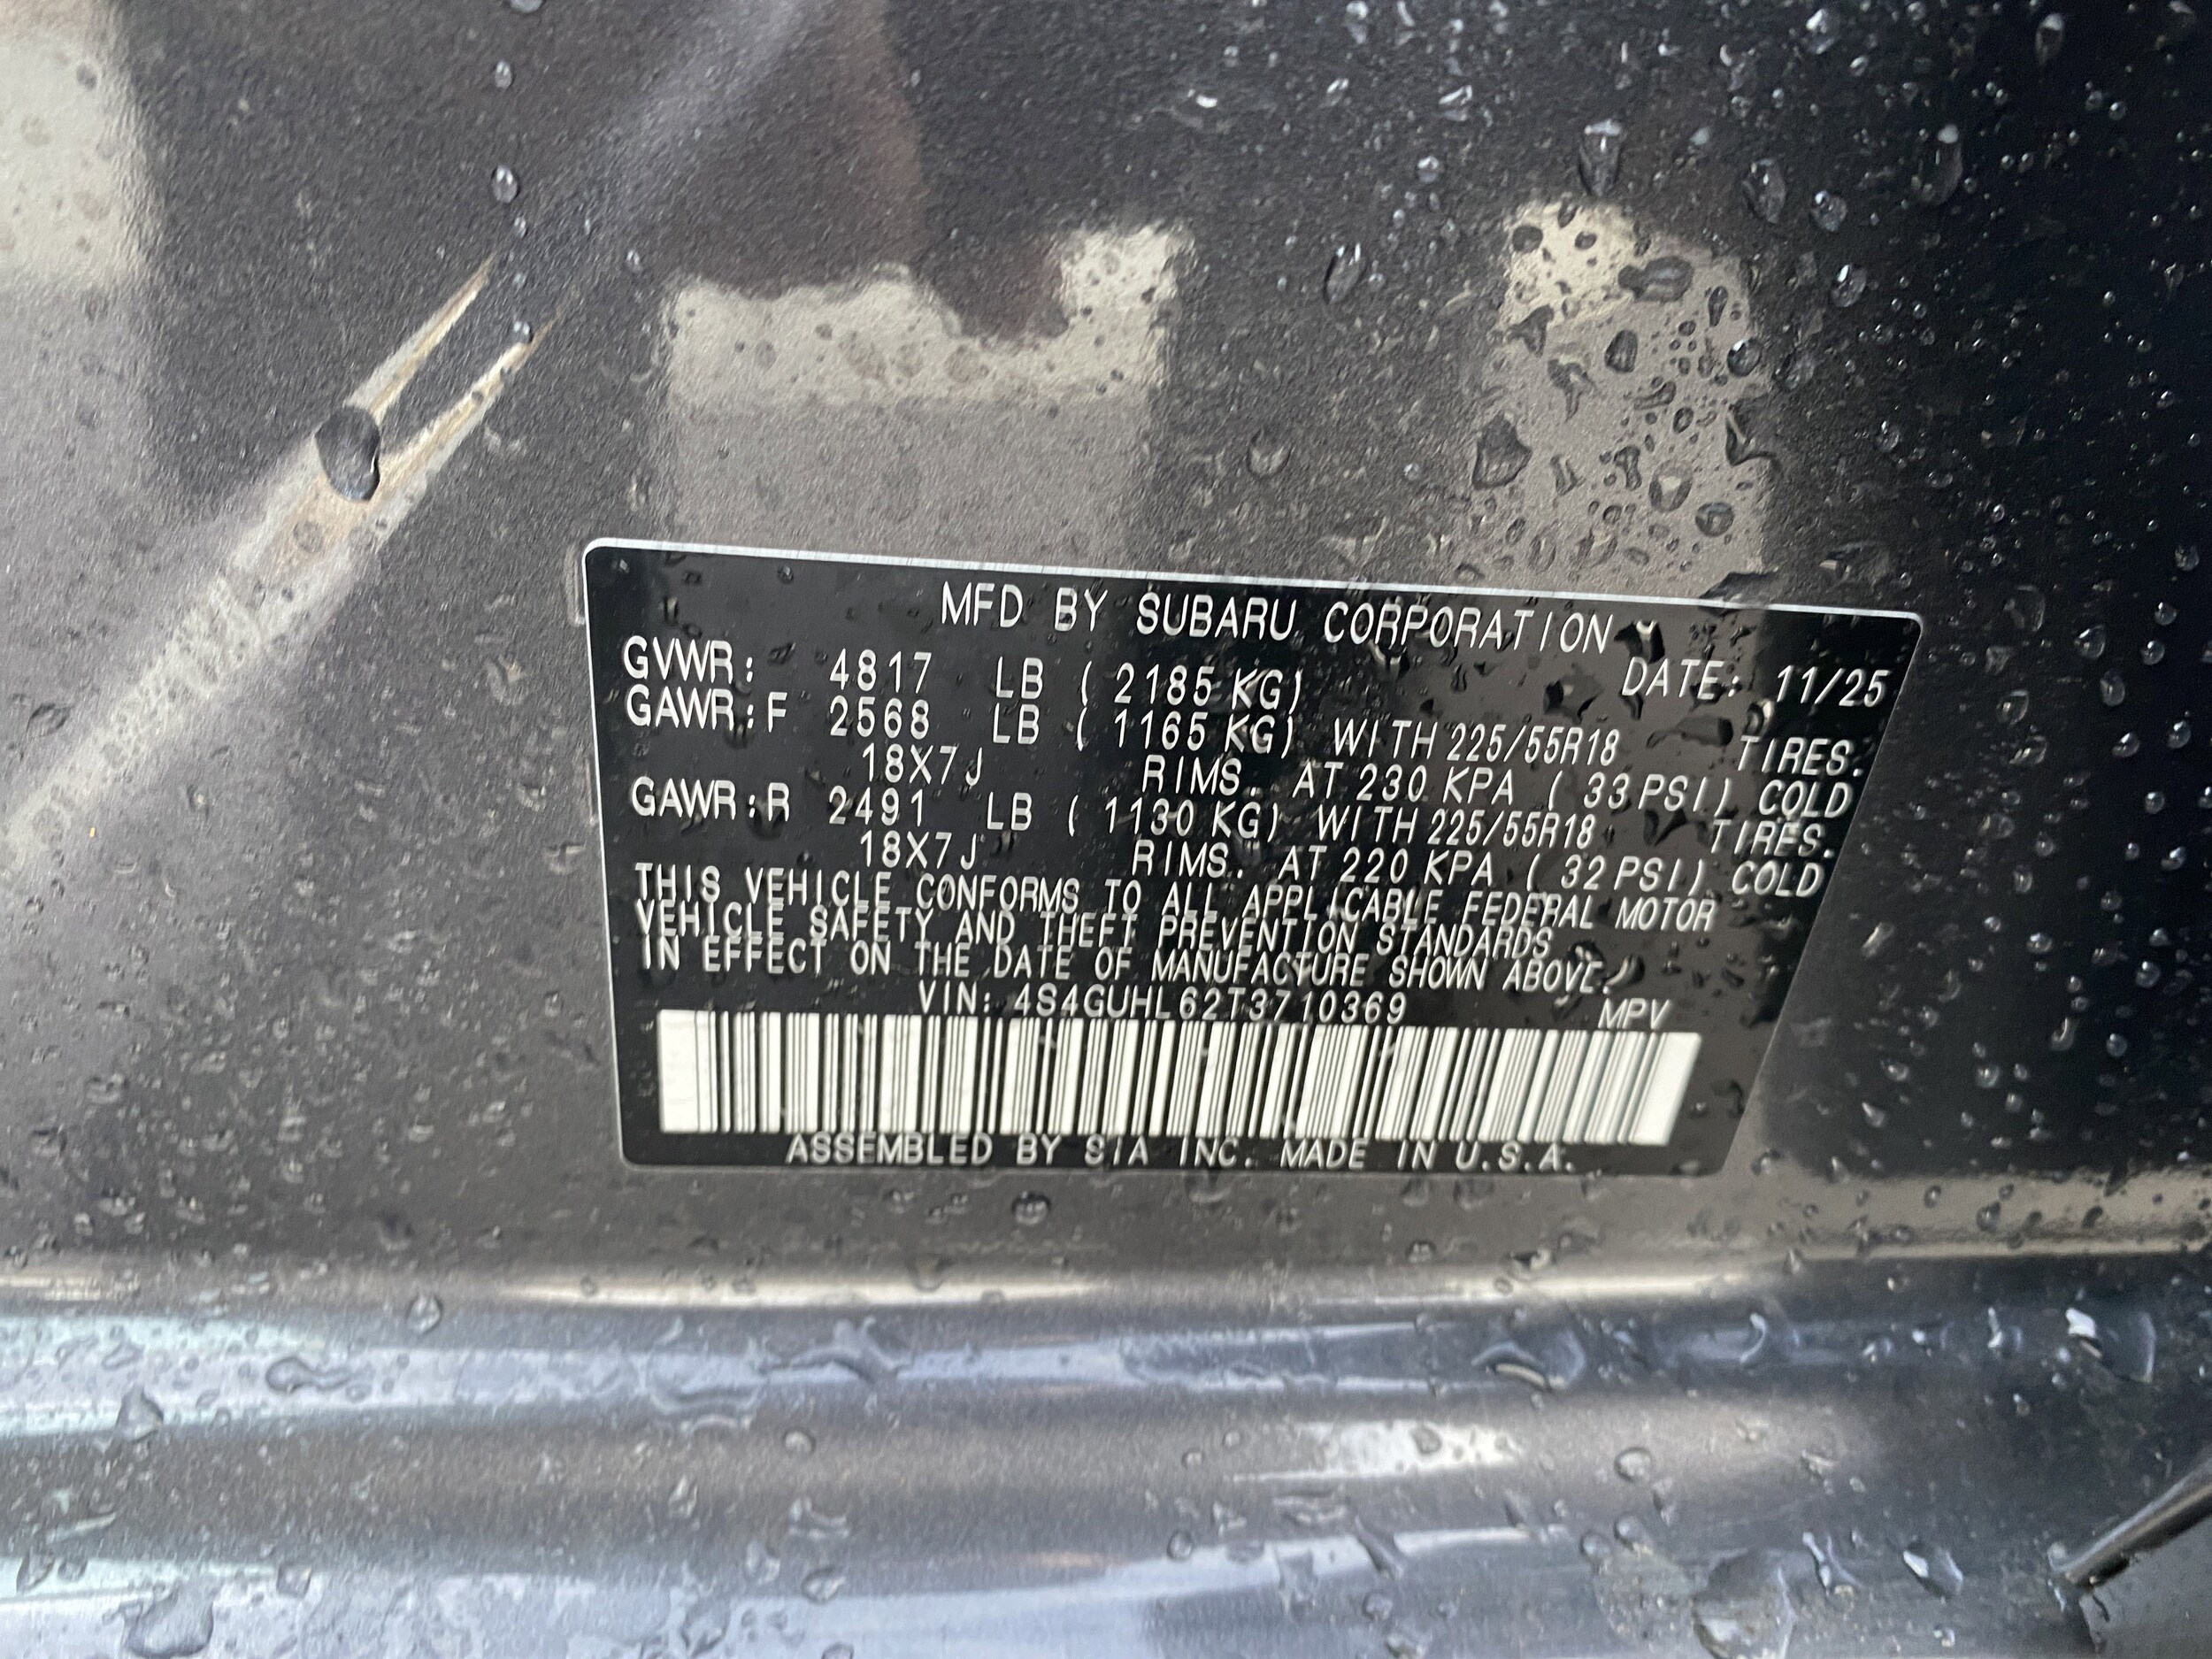 MFD BY SUBARU CORPORATION
DATE: 11/25
GVWR: 4817 LB (2185 KG)
GAWR:F 2568 LB (1165 KG) WITH 225/55R18 TIRES.
18X7J RIMS. AT 230 KPA (33 PSI) COLD
GAWR:R 2491 LB (1130 KG) WITH 225/55R18 TIRES.
18X7J RIMS. AT 220 KPA (32 PSI) COLD
THIS VEHICLE CONFORMS TO ALL APPLICABLE FEDERAL MOTOR
VEHICLE SAFETY AND THEFT PREVENTION STANDARDS
IN EFFECT ON THE DATE OF MANUFACTURE SHOWN ABOVE.
VIN: 4S4GUHL62T3710369 MPV
ASSEMBLED BY SIA INC. MADE IN U.S.A.